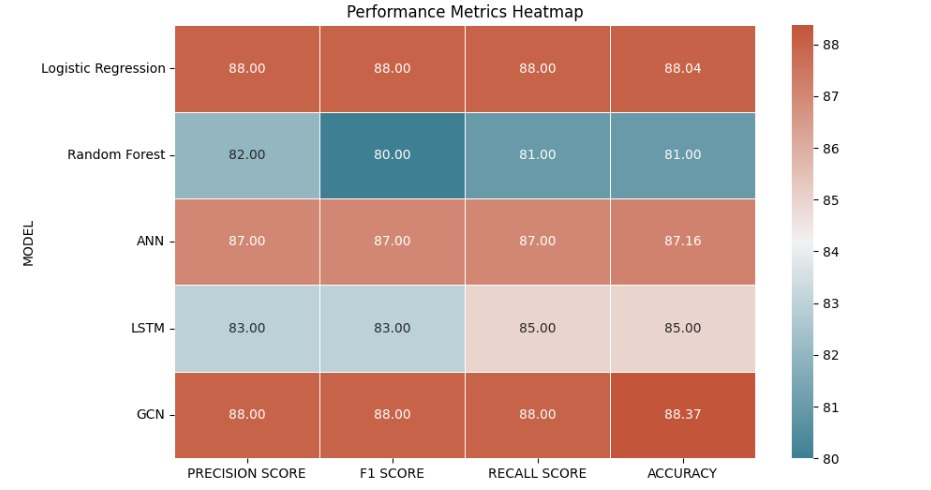 Performance Metrics Heatmap
MODEL
Logistic Regression 88.00 88.00 88.00 88.04
Random Forest 82.00 80.00 81.00 81.00
ANN 87.00 87.00 87.00 87.16
LSTM 83.00 83.00 85.00 85.00
GCN 88.00 88.00 88.00 88.37
PRECISION SCORE F1 SCORE RECALL SCORE ACCURACY
88
87
86
85
84
83
82
81
80